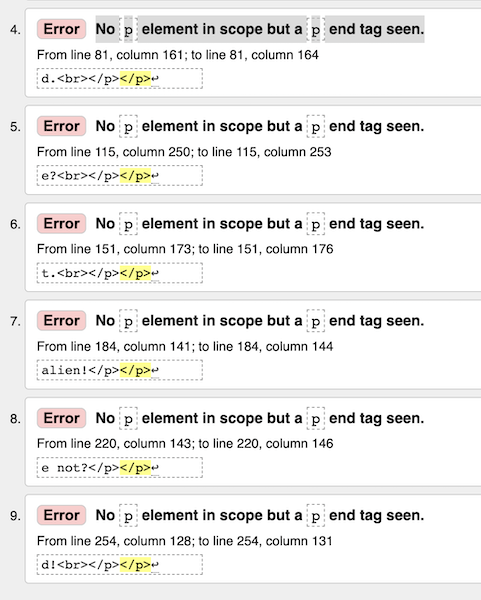 4. Error No p element in scope but a p end tag seen.
From line 81, column 161; to line 81, column 164
d.<br></p></p>↩
5. Error No p element in scope but a p end tag seen.
From line 115, column 250; to line 115, column 253
e?<br></p></p>↩
6. Error No p element in scope but a p end tag seen.
From line 151, column 173; to line 151, column 176
t.<br></p></p>↩
7. Error No p element in scope but a p end tag seen.
From line 184, column 141; to line 184, column 144
alien!</p></p>↩
8. Error No p element in scope but a p end tag seen.
From line 220, column 143; to line 220, column 146
e not?</p></p>↩
9. Error No p element in scope but a p end tag seen.
From line 254, column 128; to line 254, column 131
d!<br></p></p>↩